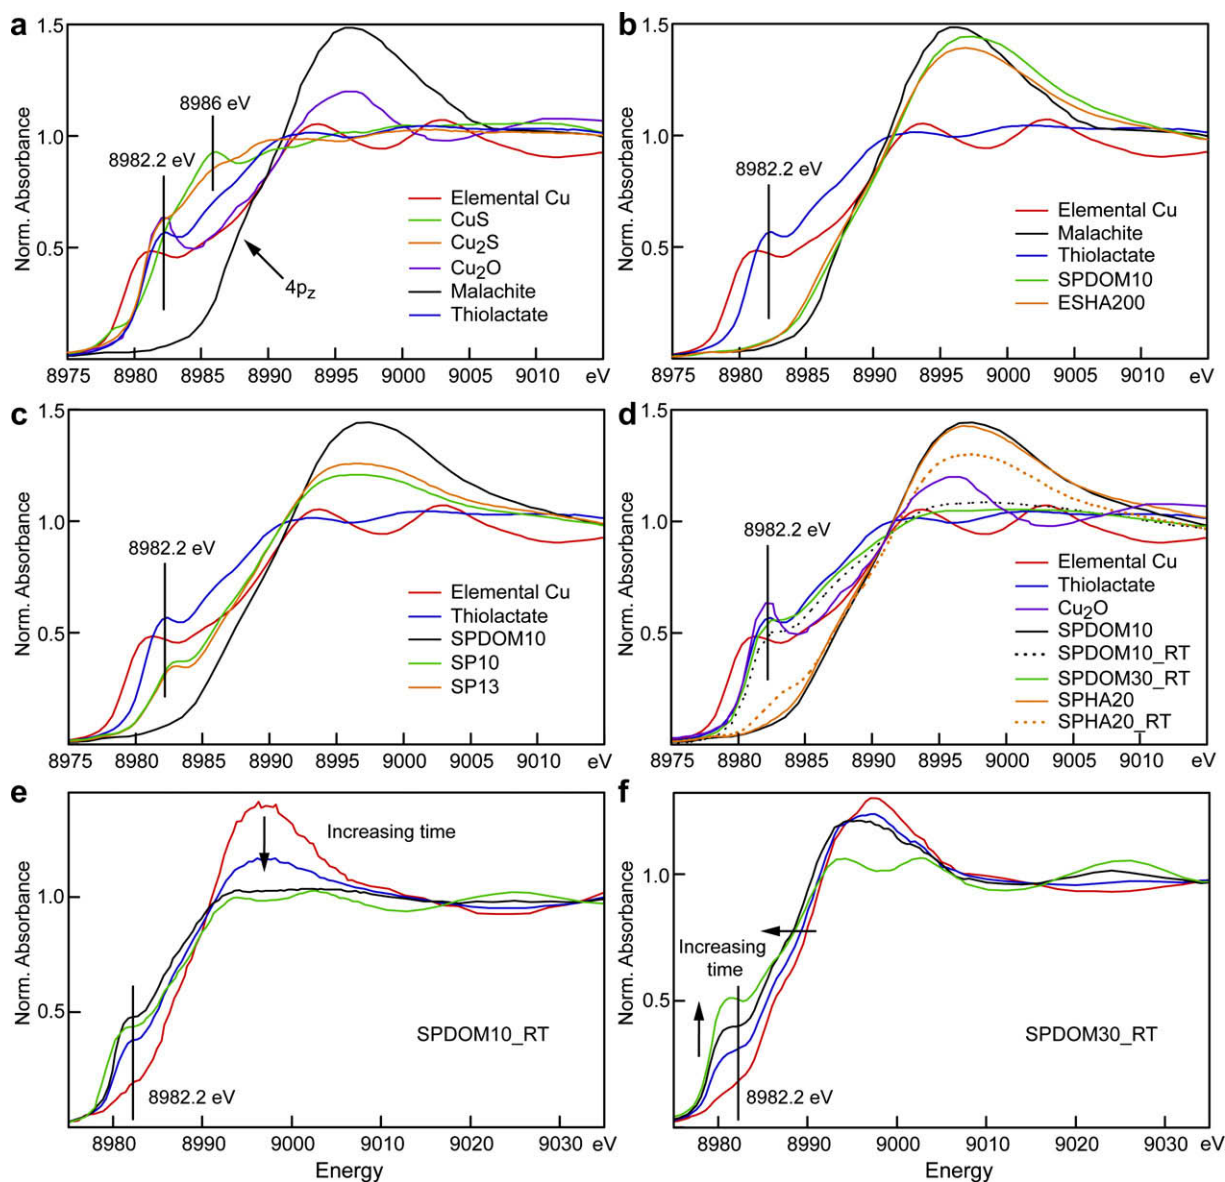 a
1.5
1.0
0.5
Norm. Absorbance
8986 eV
8982.2 eV
4pz
Elemental Cu
CuS
Cu2S
Cu2O
Malachite
Thiolactate
8975 8980 8985 8990 8995 9000 9005 9010 eV
b
1.5
1.0
0.5
Norm. Absorbance
8982.2 eV
Elemental Cu
Malachite
Thiolactate
SPDOM10
ESHA200
8975 8980 8985 8990 8995 9000 9005 9010 eV
c
1.5
1.0
0.5
Norm. Absorbance
8982.2 eV
Elemental Cu
Thiolactate
SPDOM10
SP10
SP13
8975 8980 8985 8990 8995 9000 9005 9010 eV
d
1.5
1.0
0.5
Norm. Absorbance
8982.2 eV
Elemental Cu
Thiolactate
Cu2O
SPDOM10
SPDOM10_RT
SPDOM30_RT
SPHA20
SPHA20_RT
8975 8980 8985 8990 8995 9000 9005 9010 eV
e
1.0
0.5
Norm. Absorbance
Increasing time
SPDOM10_RT
8982.2 eV
8980 8990 9000 9010 9020 9030 eV
Energy
f
1.0
0.5
Norm. Absorbance
Increasing
time
SPDOM30_RT
8982.2 eV
8980 8990 9000 9010 9020 9030 eV
Energy